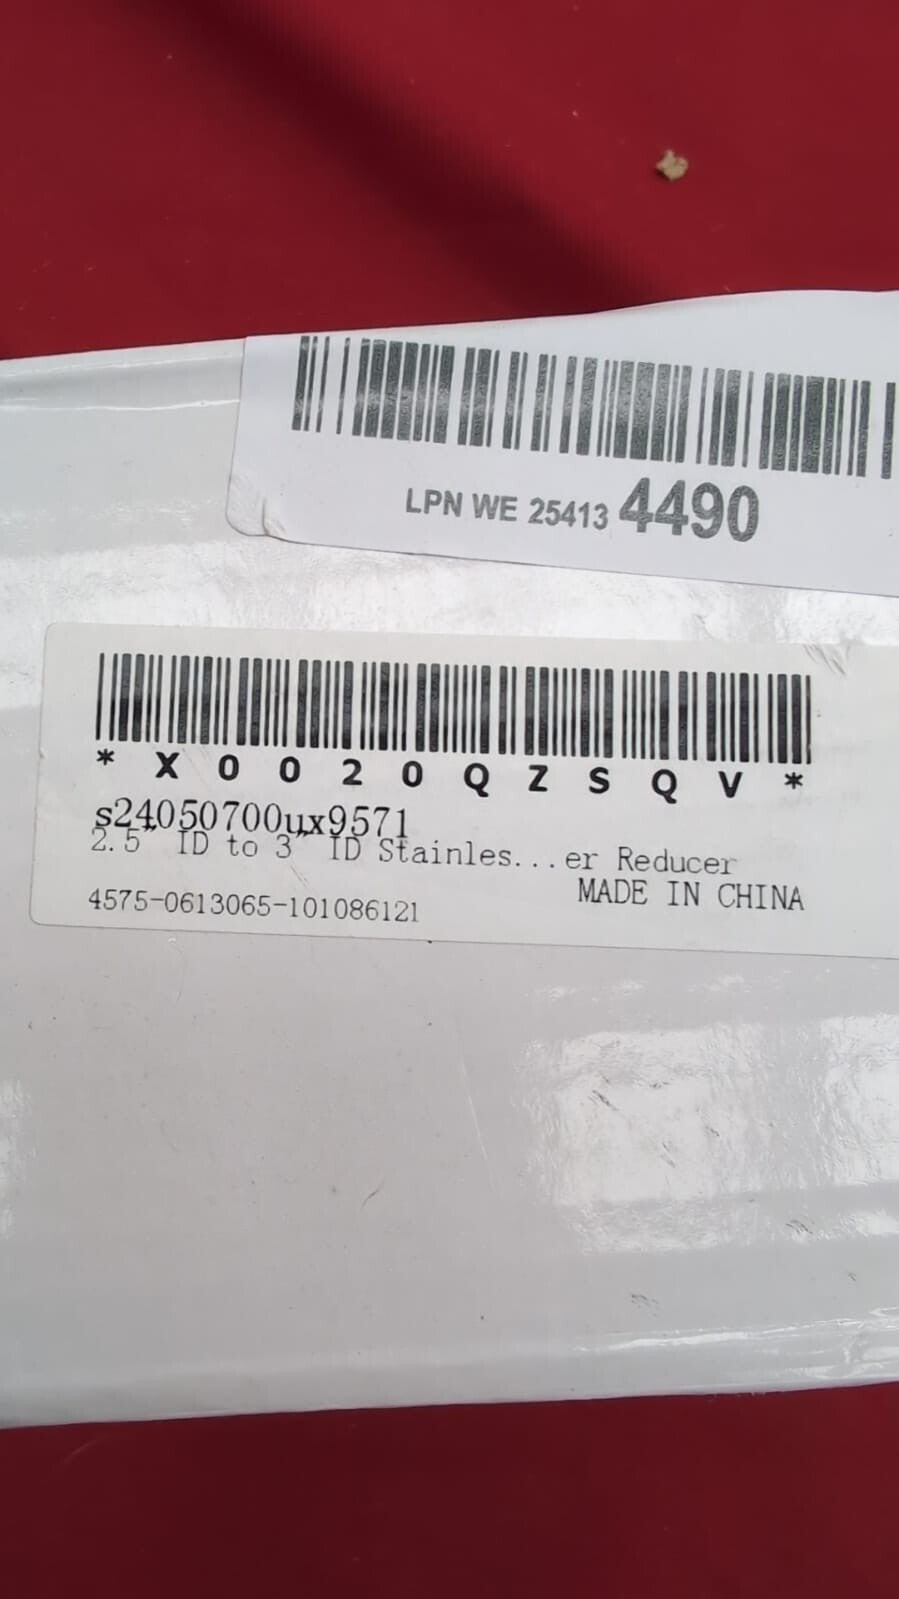 LPN WE 25413 4490
* X 0 0 2 0 Q Z S Q V *
s24050700ux9571
2.5" ID to 3" ID Stainles...er Reducer
MADE IN CHINA
4575-0613065-101086121